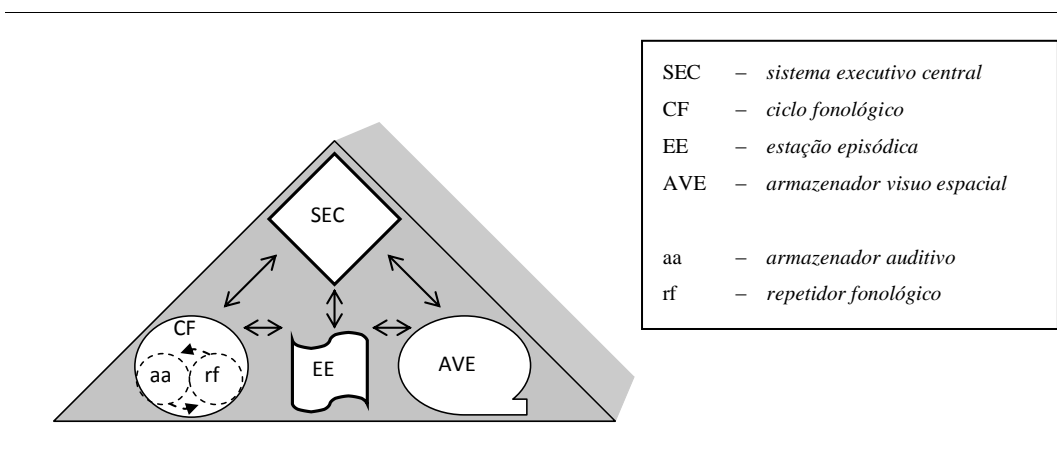 SEC – sistema executivo central
CF – ciclo fonológico
EE – estação episódica
AVE – armazenador visuo espacial
aa – armazenador auditivo
rf – repetidor fonológico
SEC
CF
aa
rf
EE
AVE